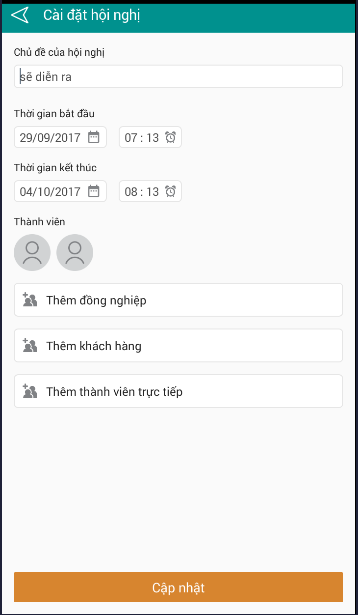 Cài đặt hội nghị
Chủ đề của hội nghị
sẽ diễn ra
Thời gian bắt đầu
29/09/2017 07 : 13
Thời gian kết thúc
04/10/2017 08 : 13
Thành viên
Thêm đồng nghiệp
Thêm khách hàng
Thêm thành viên trực tiếp
Cập nhật